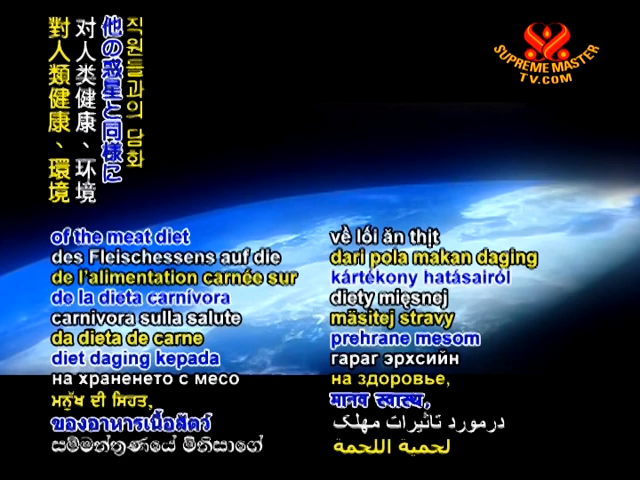 직원들과의 담화
他の惑星と同様に
对人类健康、环境
對人類健康、環境
SUPREME MASTER
TV.COM
of the meat diet
des Fleischessens auf die
de l'alimentation carnée sur
de la dieta carnívora
carnivora sulla salute
da dieta de carne
diet daging kepada
на храненето с месо
ਮਨੁੱਖ ਦੀ ਸਿਹਤ,
ของอาหารเนื้อสัตว์
සම්මන්ත්‍රණයේ මිනිසාගේ
về lối ăn thịt
dari pola makan daging
kártékony hatásairól
diety mięsnej
mäsitej stravy
prehrane mesom
гараг эрхсийн
на здоровье,
मानव स्वास्थ,
درمورد تاثیرات مهلک
لحمية اللحمة